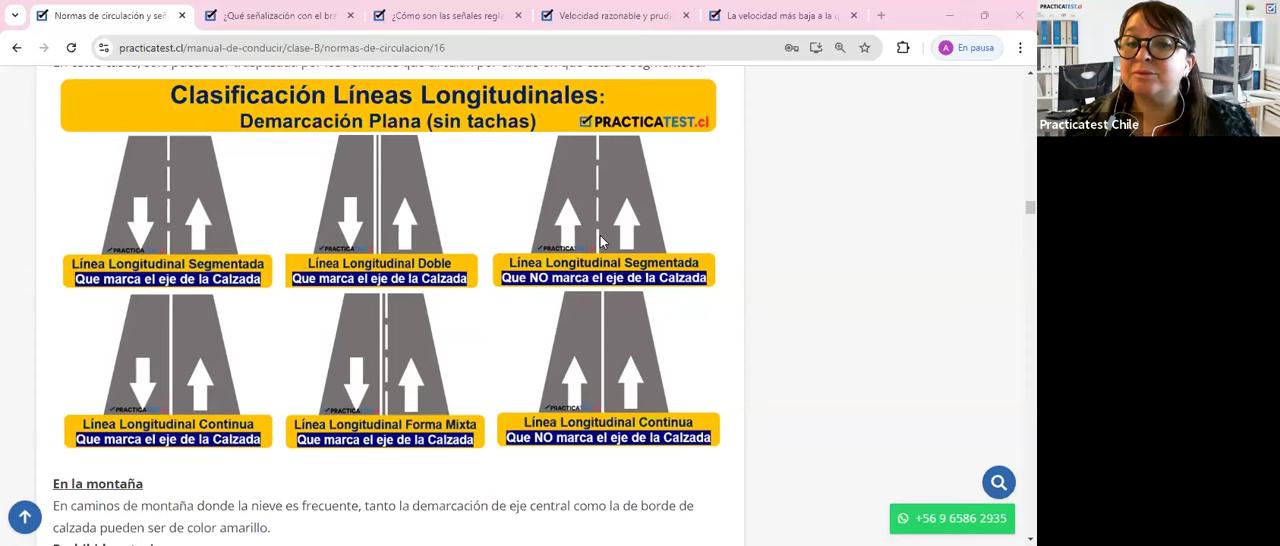 Normas de circulación y seña
¿Qué señalización con el bra
¿Cómo son las señales regla
Velocidad razonable y prudi
La velocidad más baja a la q
practicatest.cl/manual-de-conducir/clase-B/normas-de-circulacion/16
A
En pausa
PRACTICATEST.cl
Practicatest Chile
Clasificación Líneas Longitudinales:
Demarcación Plana (sin tachas)
PRACTICATEST.cl
Línea Longitudinal Segmentada
Que marca el eje de la Calzada
Línea Longitudinal Doble
Que marca el eje de la Calzada
Línea Longitudinal Segmentada
Que NO marca el eje de la Calzada
Línea Longitudinal Continua
Que marca el eje de la Calzada
Línea Longitudinal Forma Mixta
Que marca el eje de la Calzada
Línea Longitudinal Continua
Que NO marca el eje de la Calzada
En la montaña
En caminos de montaña donde la nieve es frecuente, tanto la demarcación de eje central como la de borde de
calzada pueden ser de color amarillo.
+56 9 6586 2935